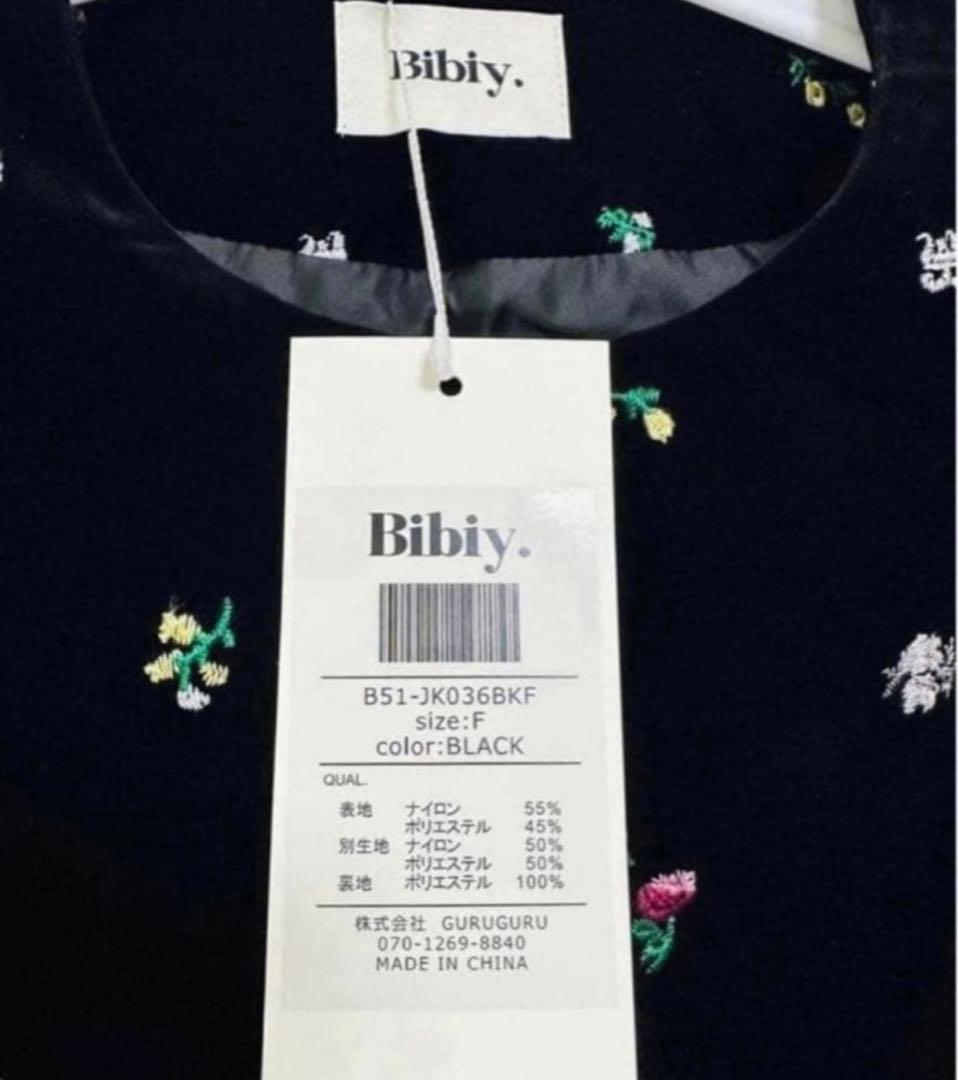 Bibiy.
Bibiy.
B51-JK036BKF
size:F
color:BLACK
QUAL.
表地 ナイロン 55%
ポリエステル 45%
別生地 ナイロン 50%
ポリエステル 50%
裏地 ポリエステル 100%
株式会社 GURUGURU
070-1269-8840
MADE IN CHINA